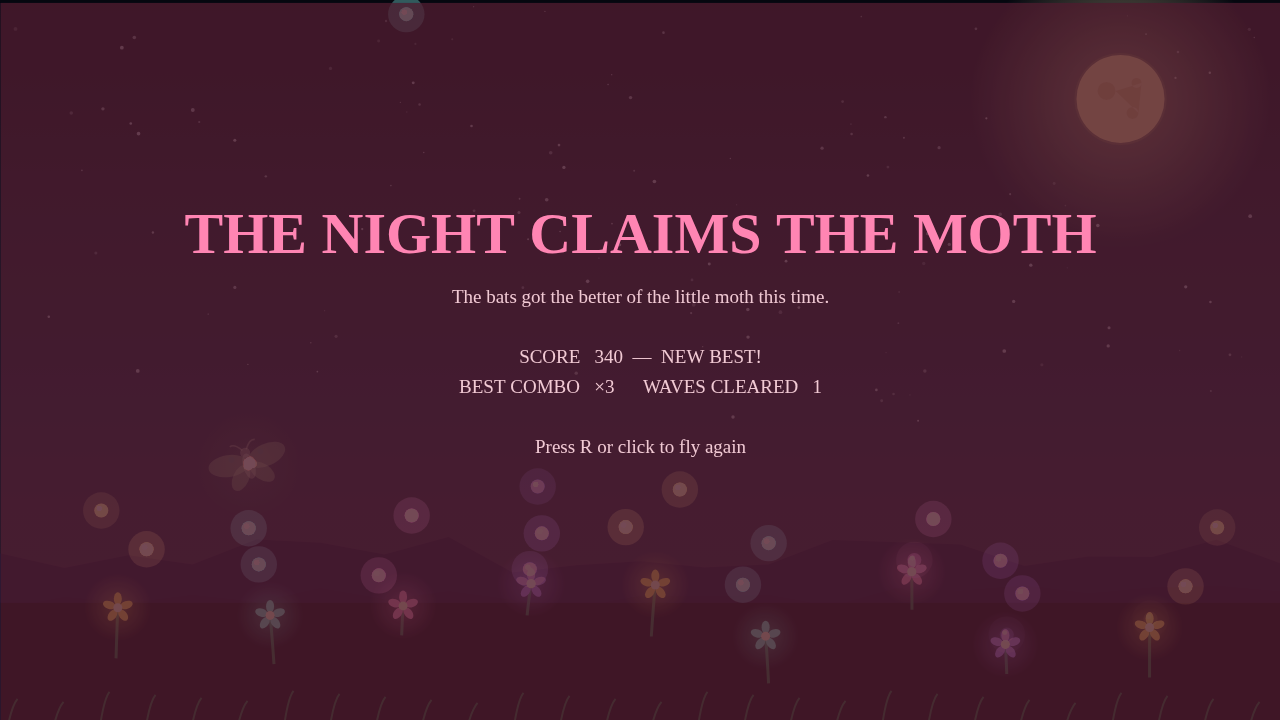 THE NIGHT CLAIMS THE MOTH
The bats got the better of the little moth this time.
SCORE 340 — NEW BEST!
BEST COMBO ×3 WAVES CLEARED 1
Press R or click to fly again